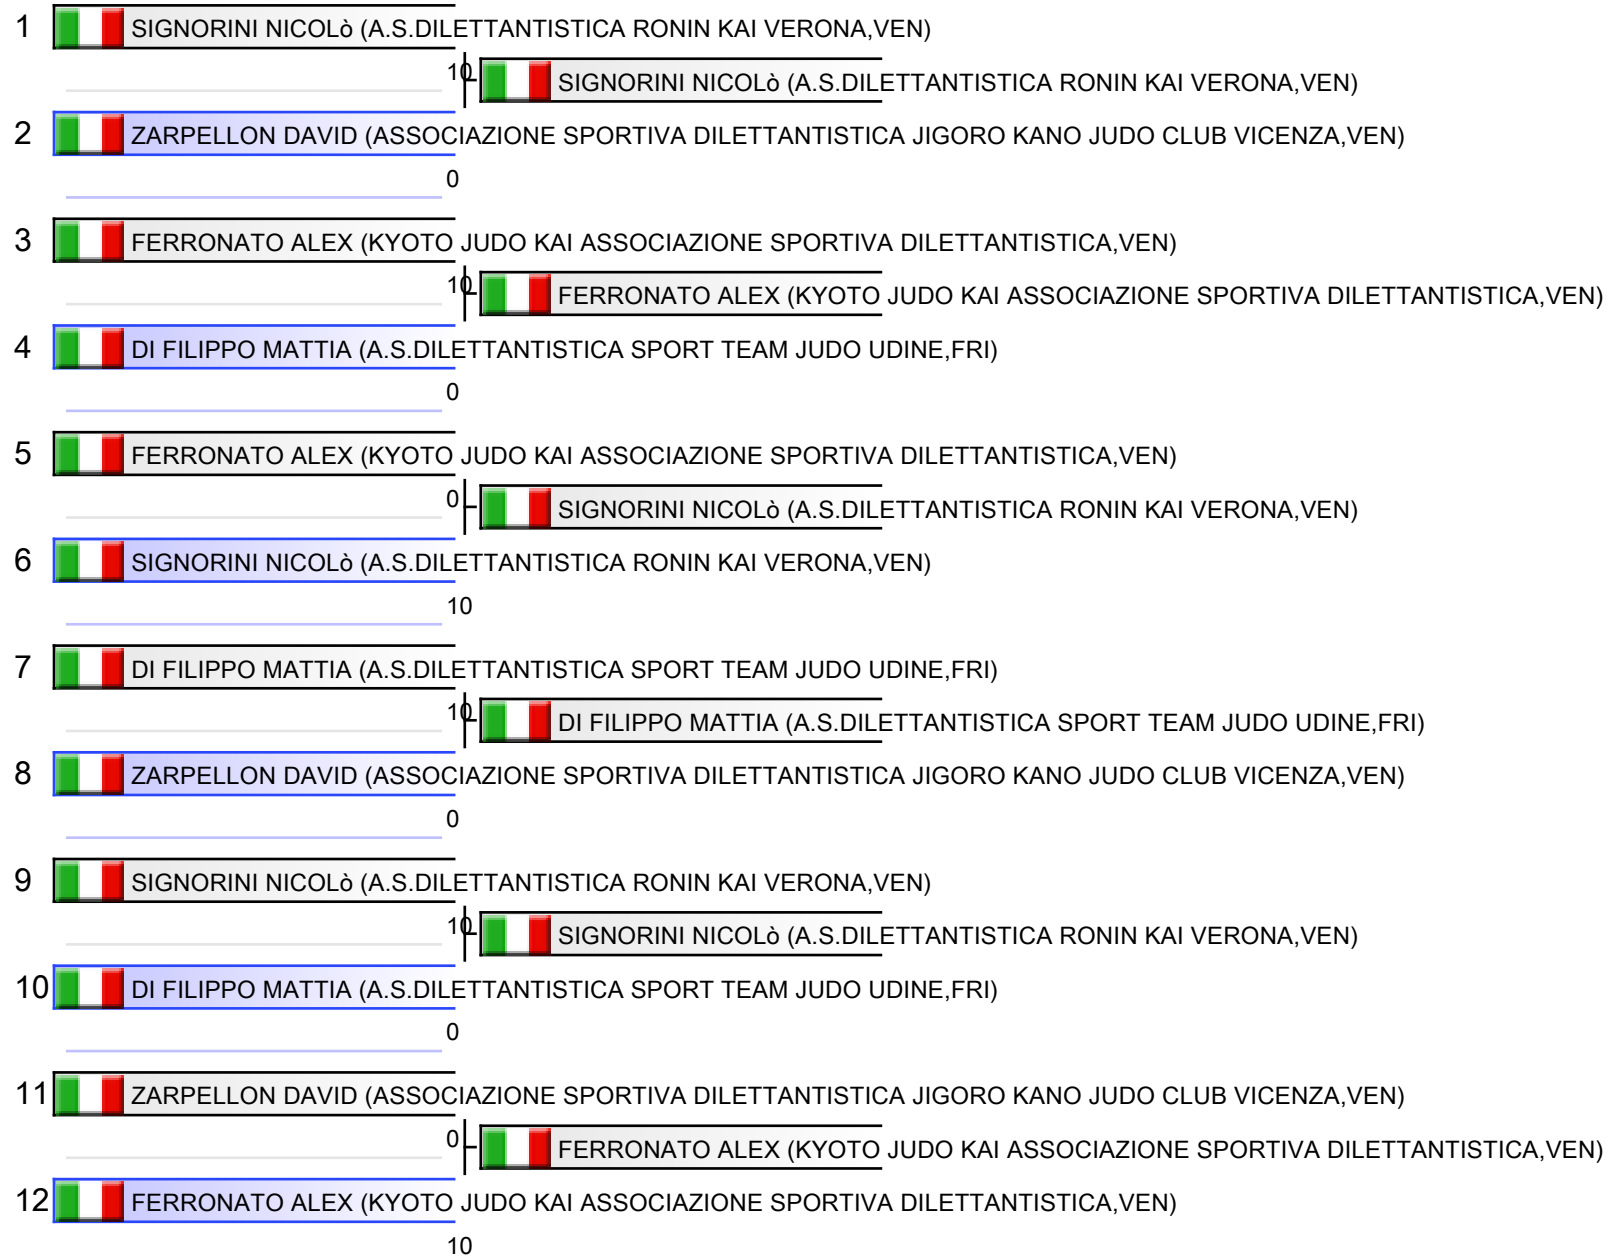 1 SIGNORINI NICOLò (A.S.DILETTANTISTICA RONIN KAI VERONA,VEN)
10 SIGNORINI NICOLò (A.S.DILETTANTISTICA RONIN KAI VERONA,VEN)
2 ZARPELLON DAVID (ASSOCIAZIONE SPORTIVA DILETTANTISTICA JIGORO KANO JUDO CLUB VICENZA,VEN)
0
3 FERRONATO ALEX (KYOTO JUDO KAI ASSOCIAZIONE SPORTIVA DILETTANTISTICA,VEN)
10 FERRONATO ALEX (KYOTO JUDO KAI ASSOCIAZIONE SPORTIVA DILETTANTISTICA,VEN)
4 DI FILIPPO MATTIA (A.S.DILETTANTISTICA SPORT TEAM JUDO UDINE,FRI)
0
5 FERRONATO ALEX (KYOTO JUDO KAI ASSOCIAZIONE SPORTIVA DILETTANTISTICA,VEN)
0 SIGNORINI NICOLò (A.S.DILETTANTISTICA RONIN KAI VERONA,VEN)
6 SIGNORINI NICOLò (A.S.DILETTANTISTICA RONIN KAI VERONA,VEN)
10
7 DI FILIPPO MATTIA (A.S.DILETTANTISTICA SPORT TEAM JUDO UDINE,FRI)
10 DI FILIPPO MATTIA (A.S.DILETTANTISTICA SPORT TEAM JUDO UDINE,FRI)
8 ZARPELLON DAVID (ASSOCIAZIONE SPORTIVA DILETTANTISTICA JIGORO KANO JUDO CLUB VICENZA,VEN)
0
9 SIGNORINI NICOLò (A.S.DILETTANTISTICA RONIN KAI VERONA,VEN)
10 SIGNORINI NICOLò (A.S.DILETTANTISTICA RONIN KAI VERONA,VEN)
10 DI FILIPPO MATTIA (A.S.DILETTANTISTICA SPORT TEAM JUDO UDINE,FRI)
0
11 ZARPELLON DAVID (ASSOCIAZIONE SPORTIVA DILETTANTISTICA JIGORO KANO JUDO CLUB VICENZA,VEN)
0 FERRONATO ALEX (KYOTO JUDO KAI ASSOCIAZIONE SPORTIVA DILETTANTISTICA,VEN)
12 FERRONATO ALEX (KYOTO JUDO KAI ASSOCIAZIONE SPORTIVA DILETTANTISTICA,VEN)
10